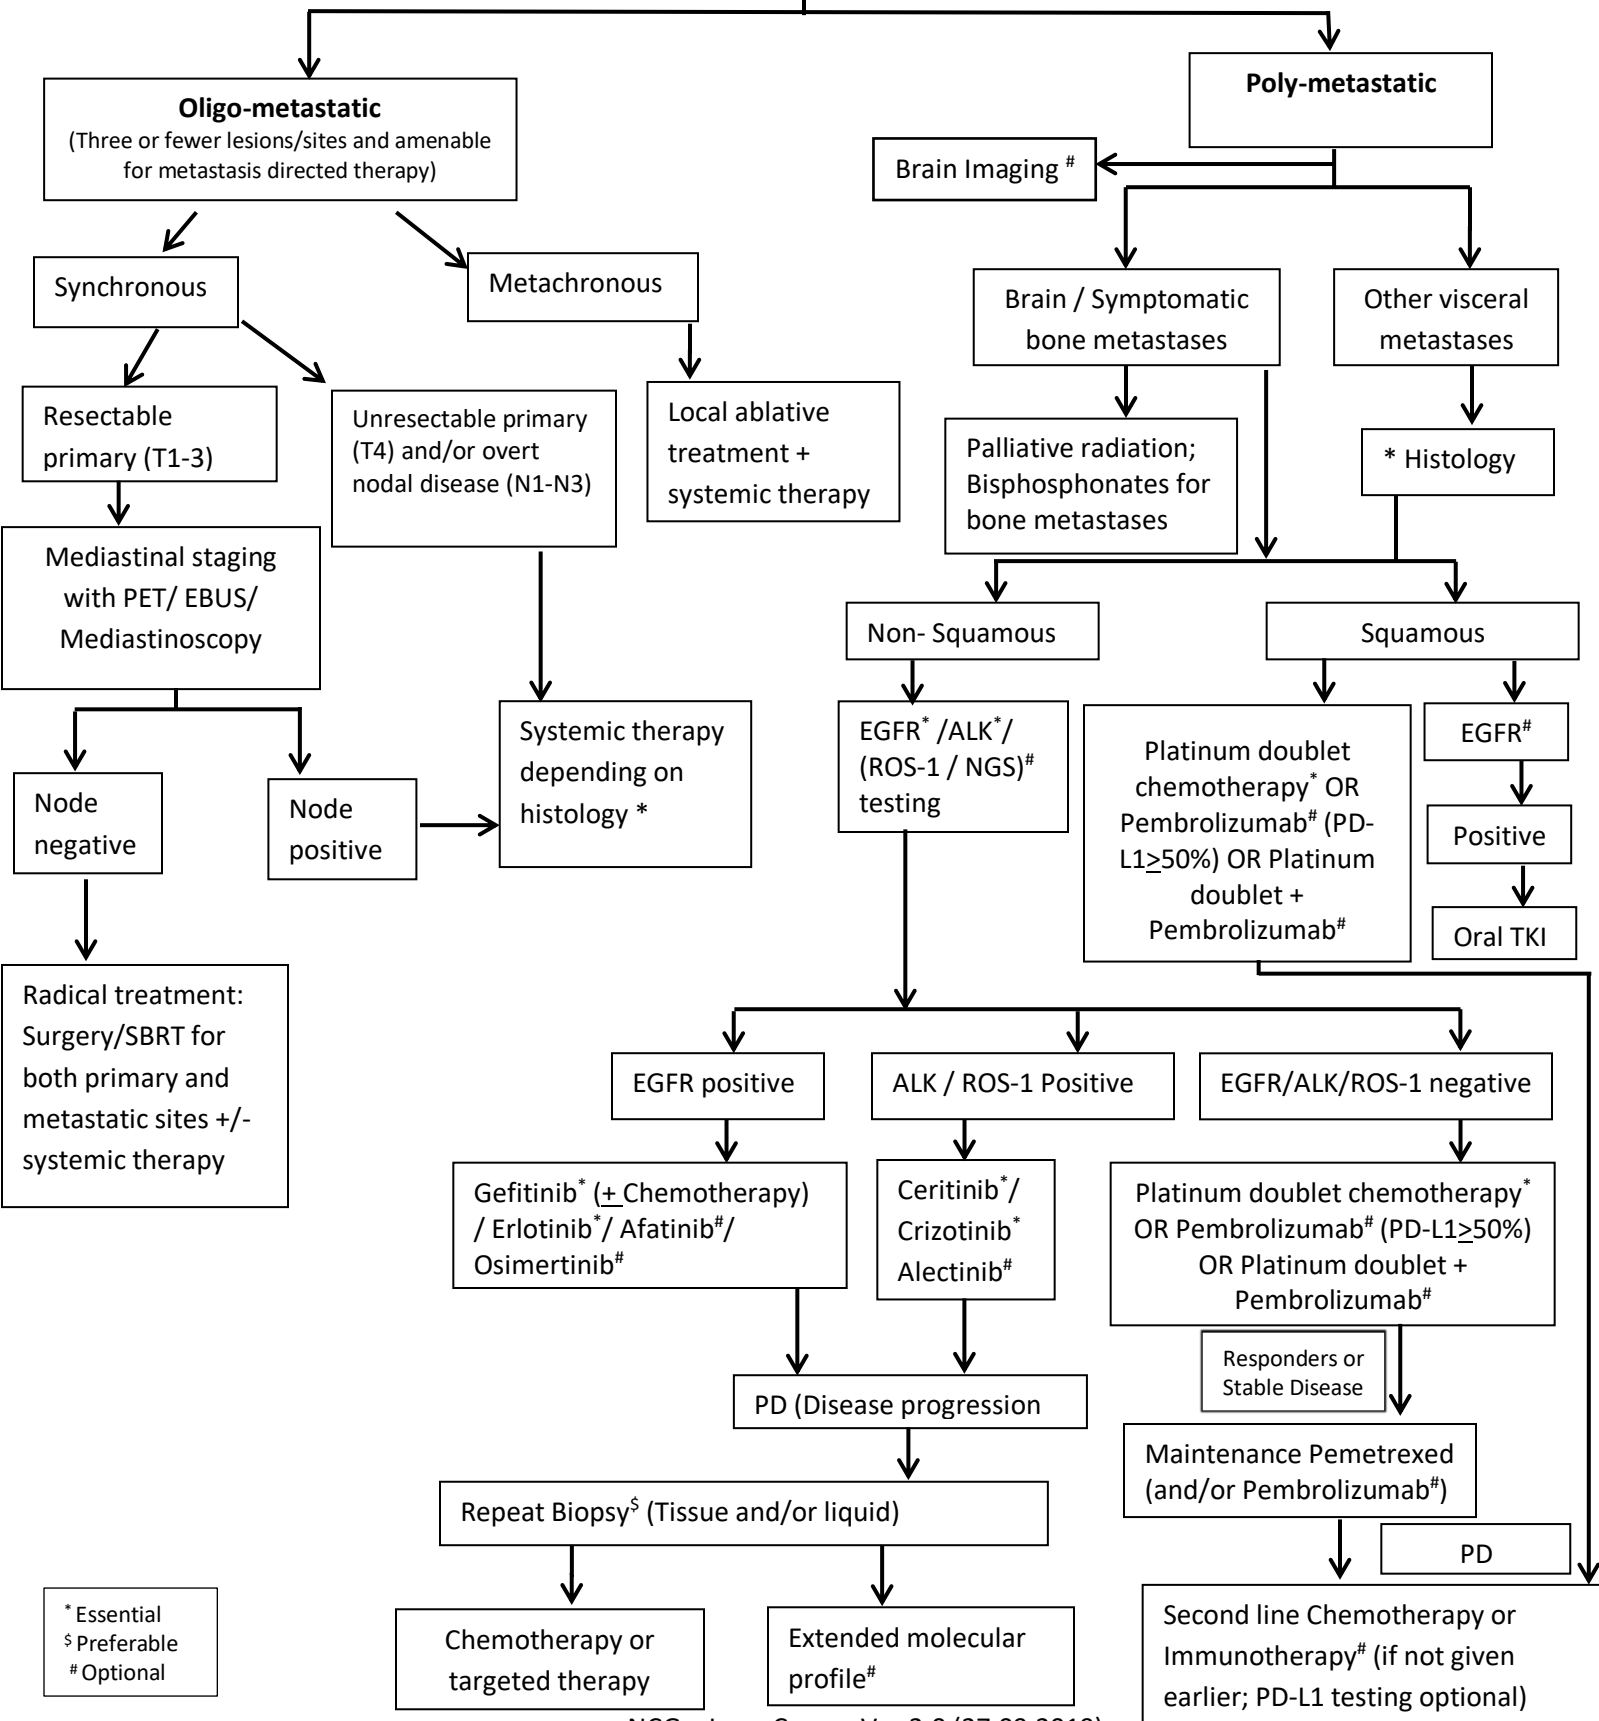 Oligo-metastatic
(Three or fewer lesions/sites and amenable
for metastasis directed therapy)
Poly-metastatic
Brain Imaging #
Synchronous
Metachronous
Brain / Symptomatic
bone metastases
Other visceral
metastases
Resectable
primary (T1-3)
Unresectable primary
(T4) and/or overt
nodal disease (N1-N3)
Local ablative
treatment +
systemic therapy
Palliative radiation;
Bisphosphonates for
bone metastases
* Histology
Mediastinal staging
with PET/ EBUS/
Mediastinoscopy
Non- Squamous
Squamous
Node
negative
Node
positive
Systemic therapy
depending on
histology *
EGFR* /ALK*/
(ROS-1 / NGS)#
testing
Platinum doublet
chemotherapy* OR
Pembrolizumab# (PD-
L1≥50%) OR Platinum
doublet +
Pembrolizumab#
EGFR#
Positive
Oral TKI
Radical treatment:
Surgery/SBRT for
both primary and
metastatic sites +/-
systemic therapy
EGFR positive
ALK / ROS-1 Positive
EGFR/ALK/ROS-1 negative
Gefitinib* (+ Chemotherapy)
/ Erlotinib*/ Afatinib#/
Osimertinib#
Ceritinib*/
Crizotinib*
Alectinib#
Platinum doublet chemotherapy*
OR Pembrolizumab# (PD-L1≥50%)
OR Platinum doublet +
Pembrolizumab#
Responders or
Stable Disease
PD (Disease progression
Maintenance Pemetrexed
(and/or Pembrolizumab#)
Repeat Biopsy$ (Tissue and/or liquid)
PD
* Essential
$ Preferable
# Optional
Chemotherapy or
targeted therapy
Extended molecular
profile#
Second line Chemotherapy or
Immunotherapy# (if not given
earlier; PD-L1 testing optional)